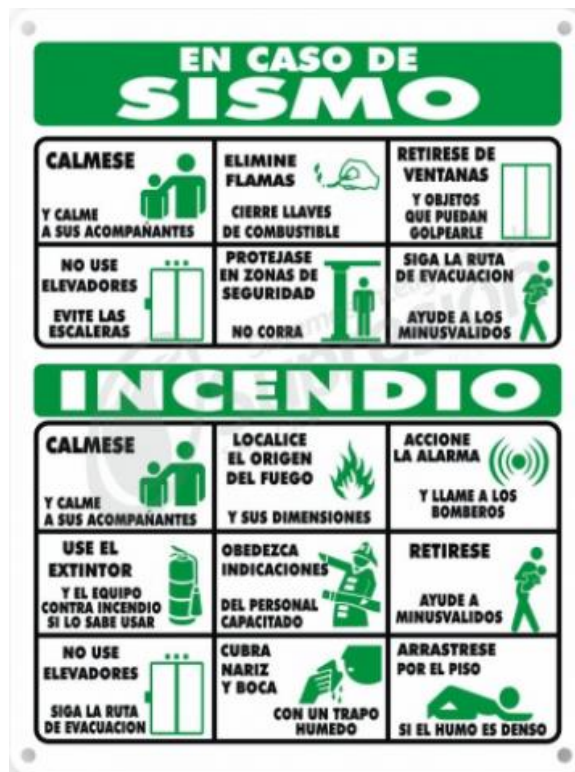 EN CASO DE
SISMO
CALMESE
Y CALME
A SUS ACOMPAÑANTES
ELIMINE
FLAMAS
CIERRE LLAVES
DE COMBUSTIBLE
RETIRESE DE
VENTANAS
Y OBJETOS
QUE PUEDAN
GOLPEARLE
NO USE
ELEVADORES
EVITE LAS
ESCALERAS
PROTEJASE
EN ZONAS DE
SEGURIDAD
NO CORRA
SIGA LA RUTA
DE EVACUACION
AYUDE A LOS
MINUSVALIDOS
INCENDIO
CALMESE
Y CALME
A SUS ACOMPAÑANTES
LOCALICE
EL ORIGEN
DEL FUEGO
Y SUS DIMENSIONES
ACCIONE
LA ALARMA
Y LLAME A LOS
BOMBEROS
USE EL
EXTINTOR
Y EL EQUIPO
CONTRA INCENDIO
SI LO SABE USAR
OBEDEZCA
INDICACIONES
DEL PERSONAL
CAPACITADO
RETIRESE
AYUDE A
MINUSVALIDOS
NO USE
ELEVADORES
SIGA LA RUTA
DE EVACUACION
CUBRA
NARIZ
Y BOCA
CON UN TRAPO
HUMEDO
ARRASTRESE
POR EL PISO
SI EL HUMO ES DENSO